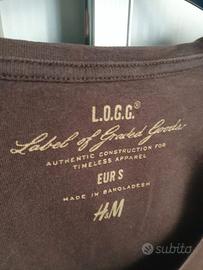 L.O.G.G.®
Label of Graded Goods
AUTHENTIC CONSTRUCTION FOR
TIMELESS APPAREL
EUR S
MADE IN BANGLADESH
H&M
subito